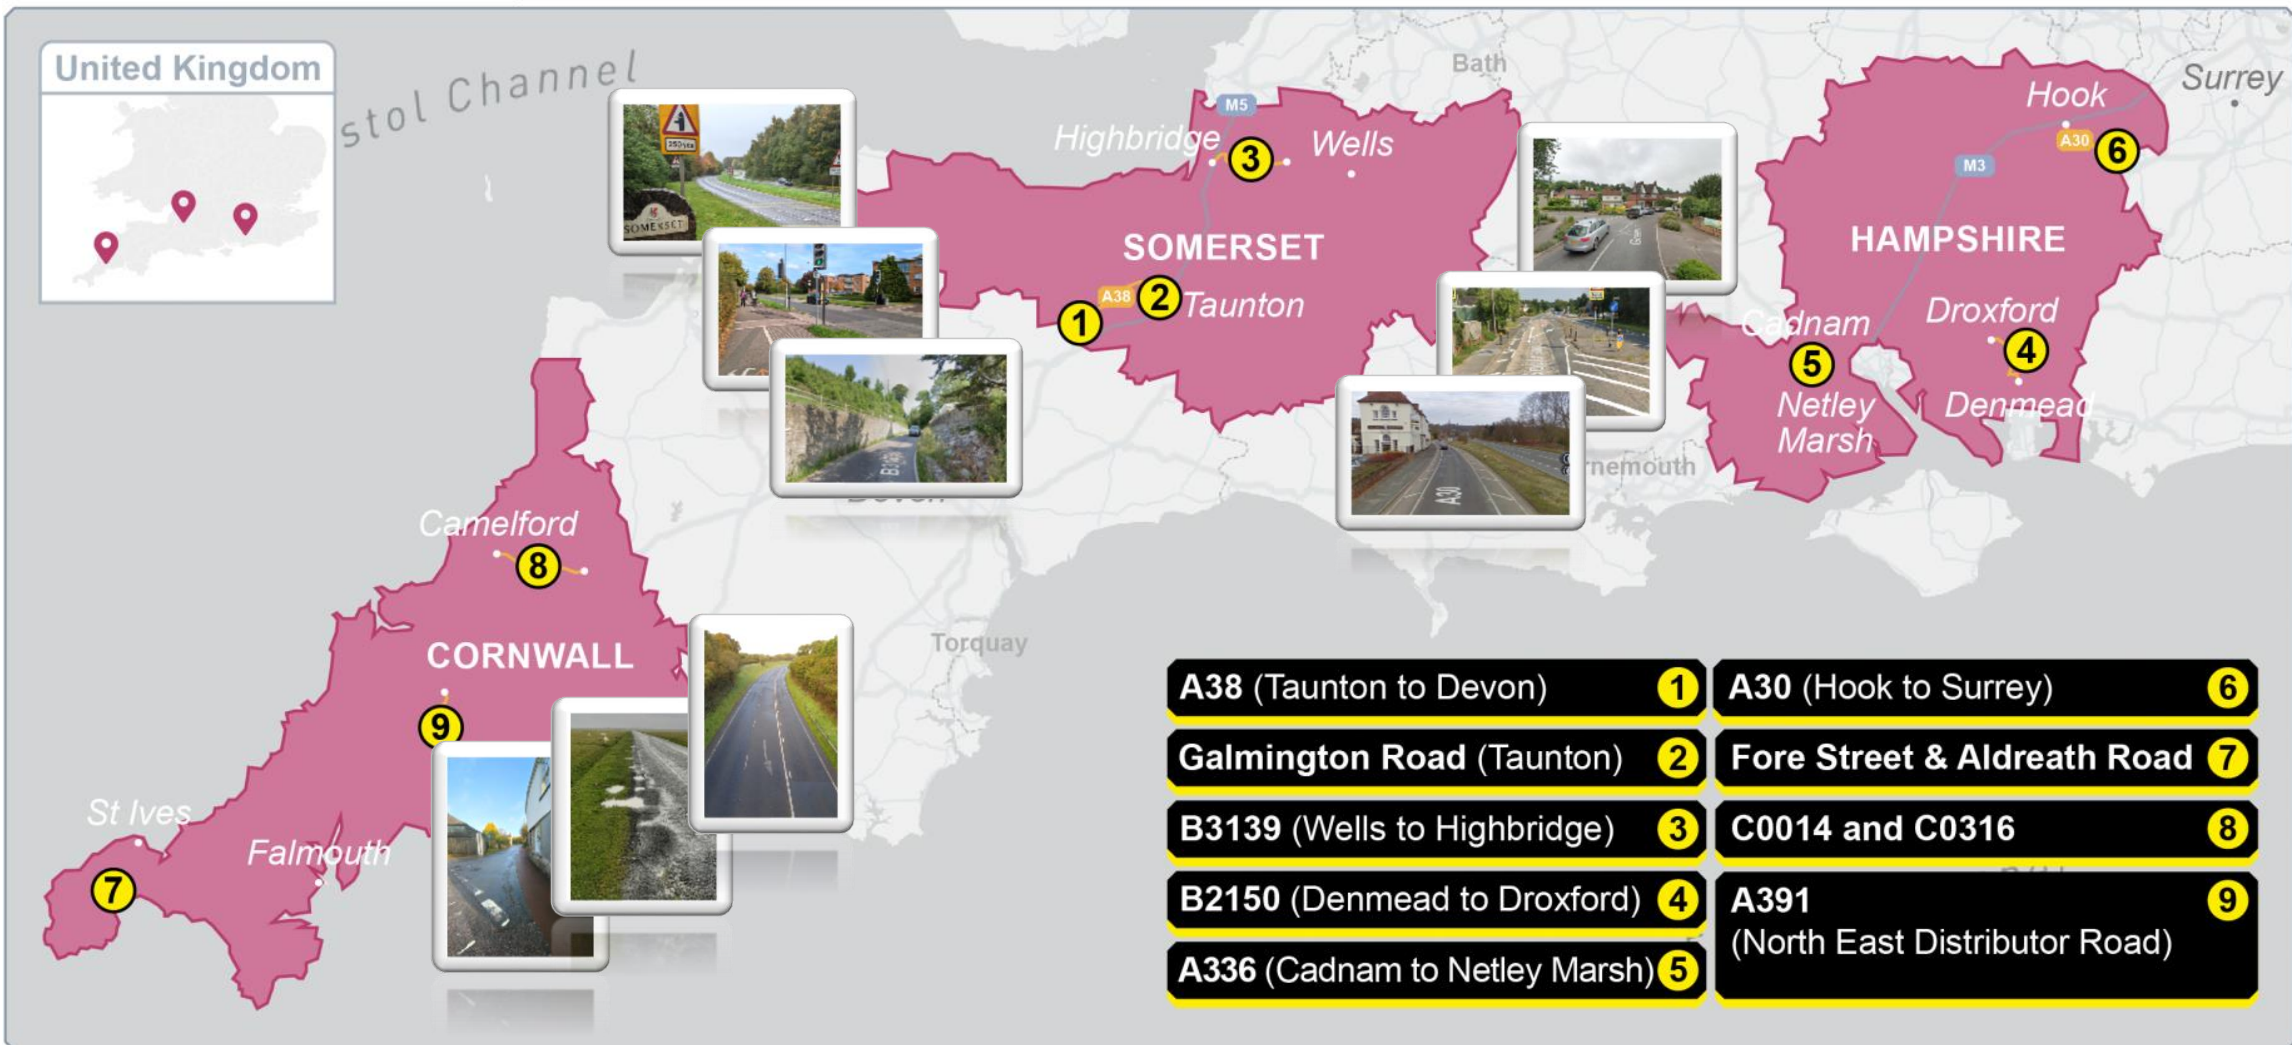 United Kingdom
stol Channel
Bath
Surrey
Hook
M5
Highbridge
3
Wells
A30
6
M3
350 yds
SOMERSET
SOMERSET
HAMPSHIRE
A38
2
Taunton
1
Cadnam
5
Netley
Marsh
Droxford
4
Denmead
rnemouth
A30
B3139
Devon
Camelford
8
CORNWALL
9
Torquay
St Ives
Falmouth
7
A38 (Taunton to Devon) 1
Galmington Road (Taunton) 2
B3139 (Wells to Highbridge) 3
B2150 (Denmead to Droxford) 4
A336 (Cadnam to Netley Marsh) 5
A30 (Hook to Surrey) 6
Fore Street & Aldreath Road 7
C0014 and C0316 8
A391 9
(North East Distributor Road)